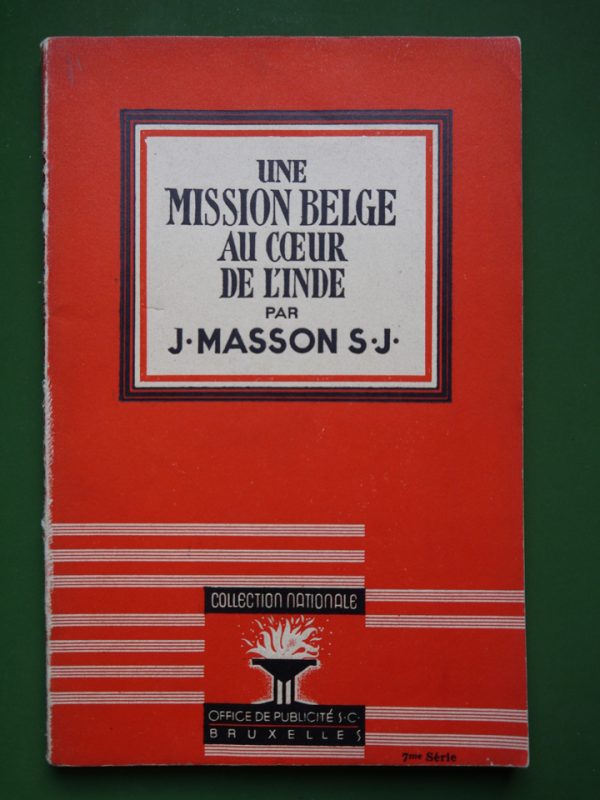 UNE
MISSION BELGE
AU CŒUR
DE L'INDE
PAR
J·MASSON S·J·
COLLECTION NATIONALE
OFFICE DE PUBLICITÉ S·C·
BRUXELLES
7me Série